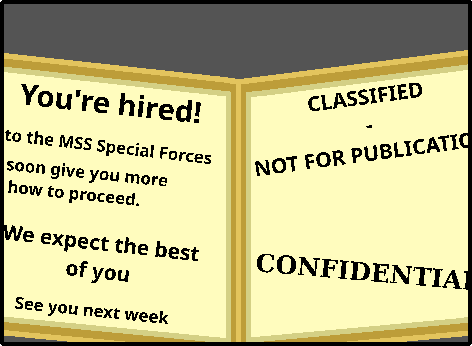 You're hired!
to the MSS Special Forces
soon give you more
how to proceed.
We expect the best
of you
See you next week
CLASSIFIED
-
NOT FOR PUBLICATIO
CONFIDENTIAL